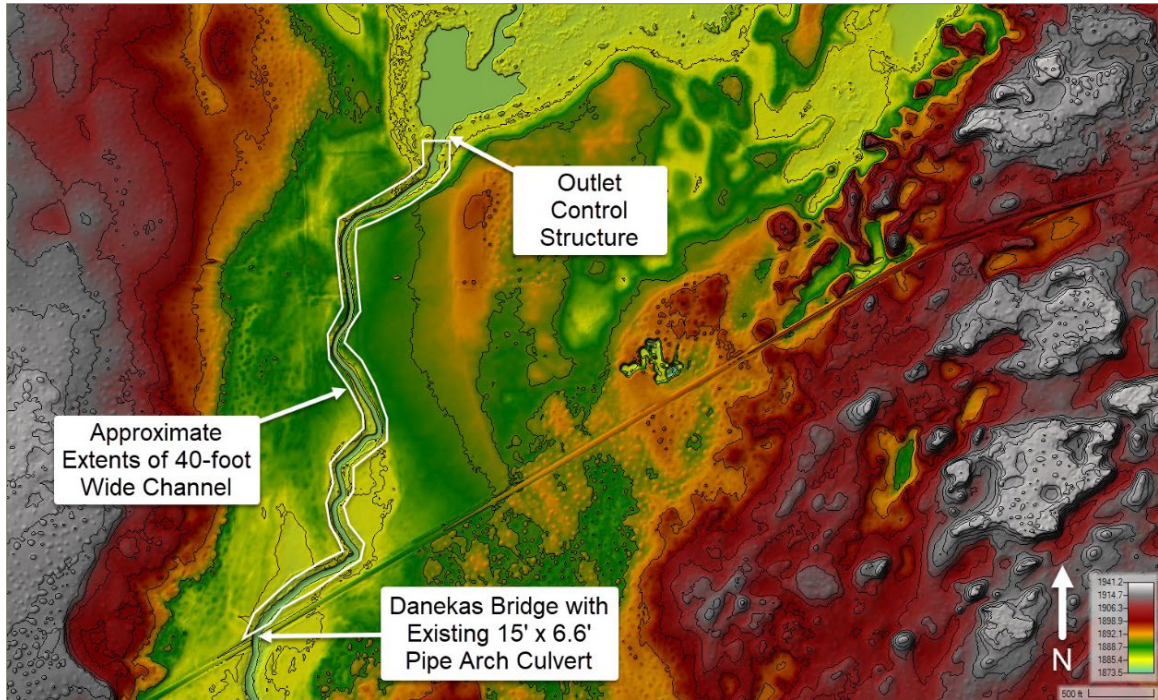 Outlet
Control
Structure
Approximate
Extents of 40-foot
Wide Channel
Danekas Bridge with
Existing 15' x 6.6'
Pipe Arch Culvert
N
1941.2
1914.7
1906.3
1898.9
1892.1
1888.7
1885.4
1873.5
500 ft